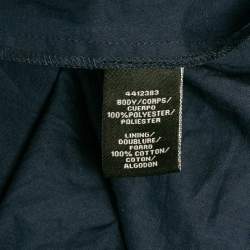 4412383
BODY/CORPS/
CUERPO
100%POLYESTER/
POLIESTER
LINING/
DOUBLURE/
FORRO
100% COTTON/
COTON/
ALGODON